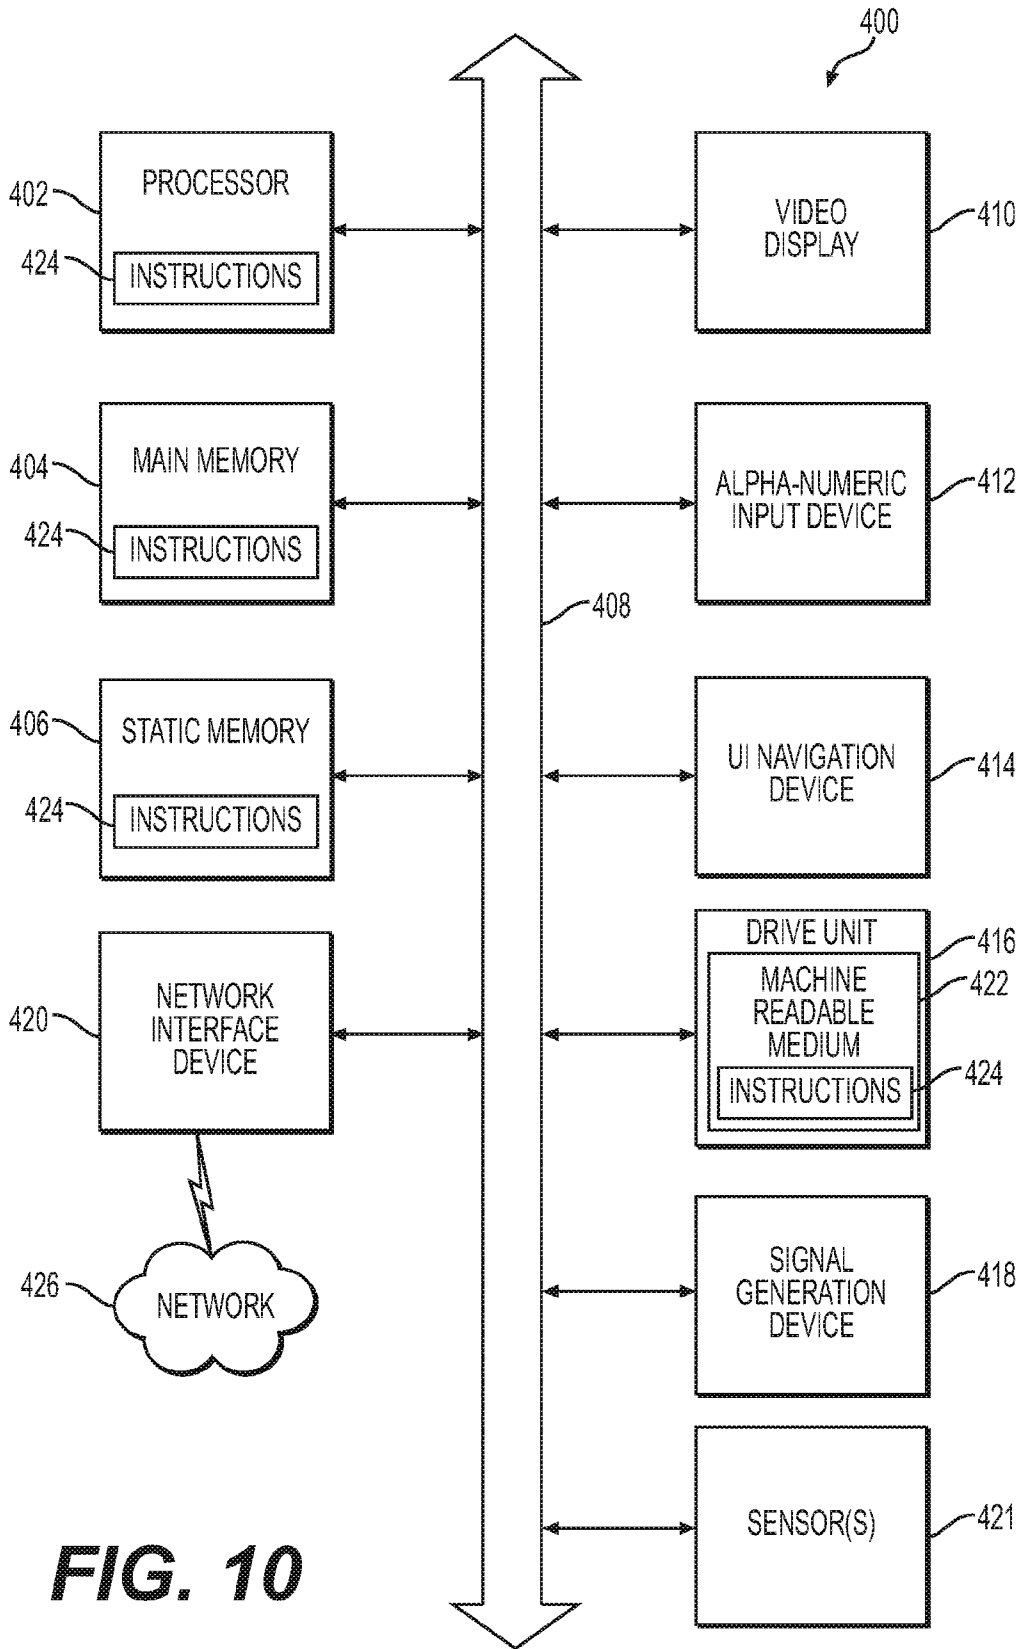 400
PROCESSOR
402
424
INSTRUCTIONS
VIDEO
DISPLAY
410
MAIN MEMORY
404
424
INSTRUCTIONS
ALPHA-NUMERIC
INPUT DEVICE
412
408
STATIC MEMORY
406
424
INSTRUCTIONS
UI NAVIGATION
DEVICE
414
NETWORK
INTERFACE
DEVICE
420
DRIVE UNIT
416
MACHINE
READABLE
MEDIUM
422
INSTRUCTIONS
424
NETWORK
426
SIGNAL
GENERATION
DEVICE
418
SENSOR(S)
421
FIG. 10